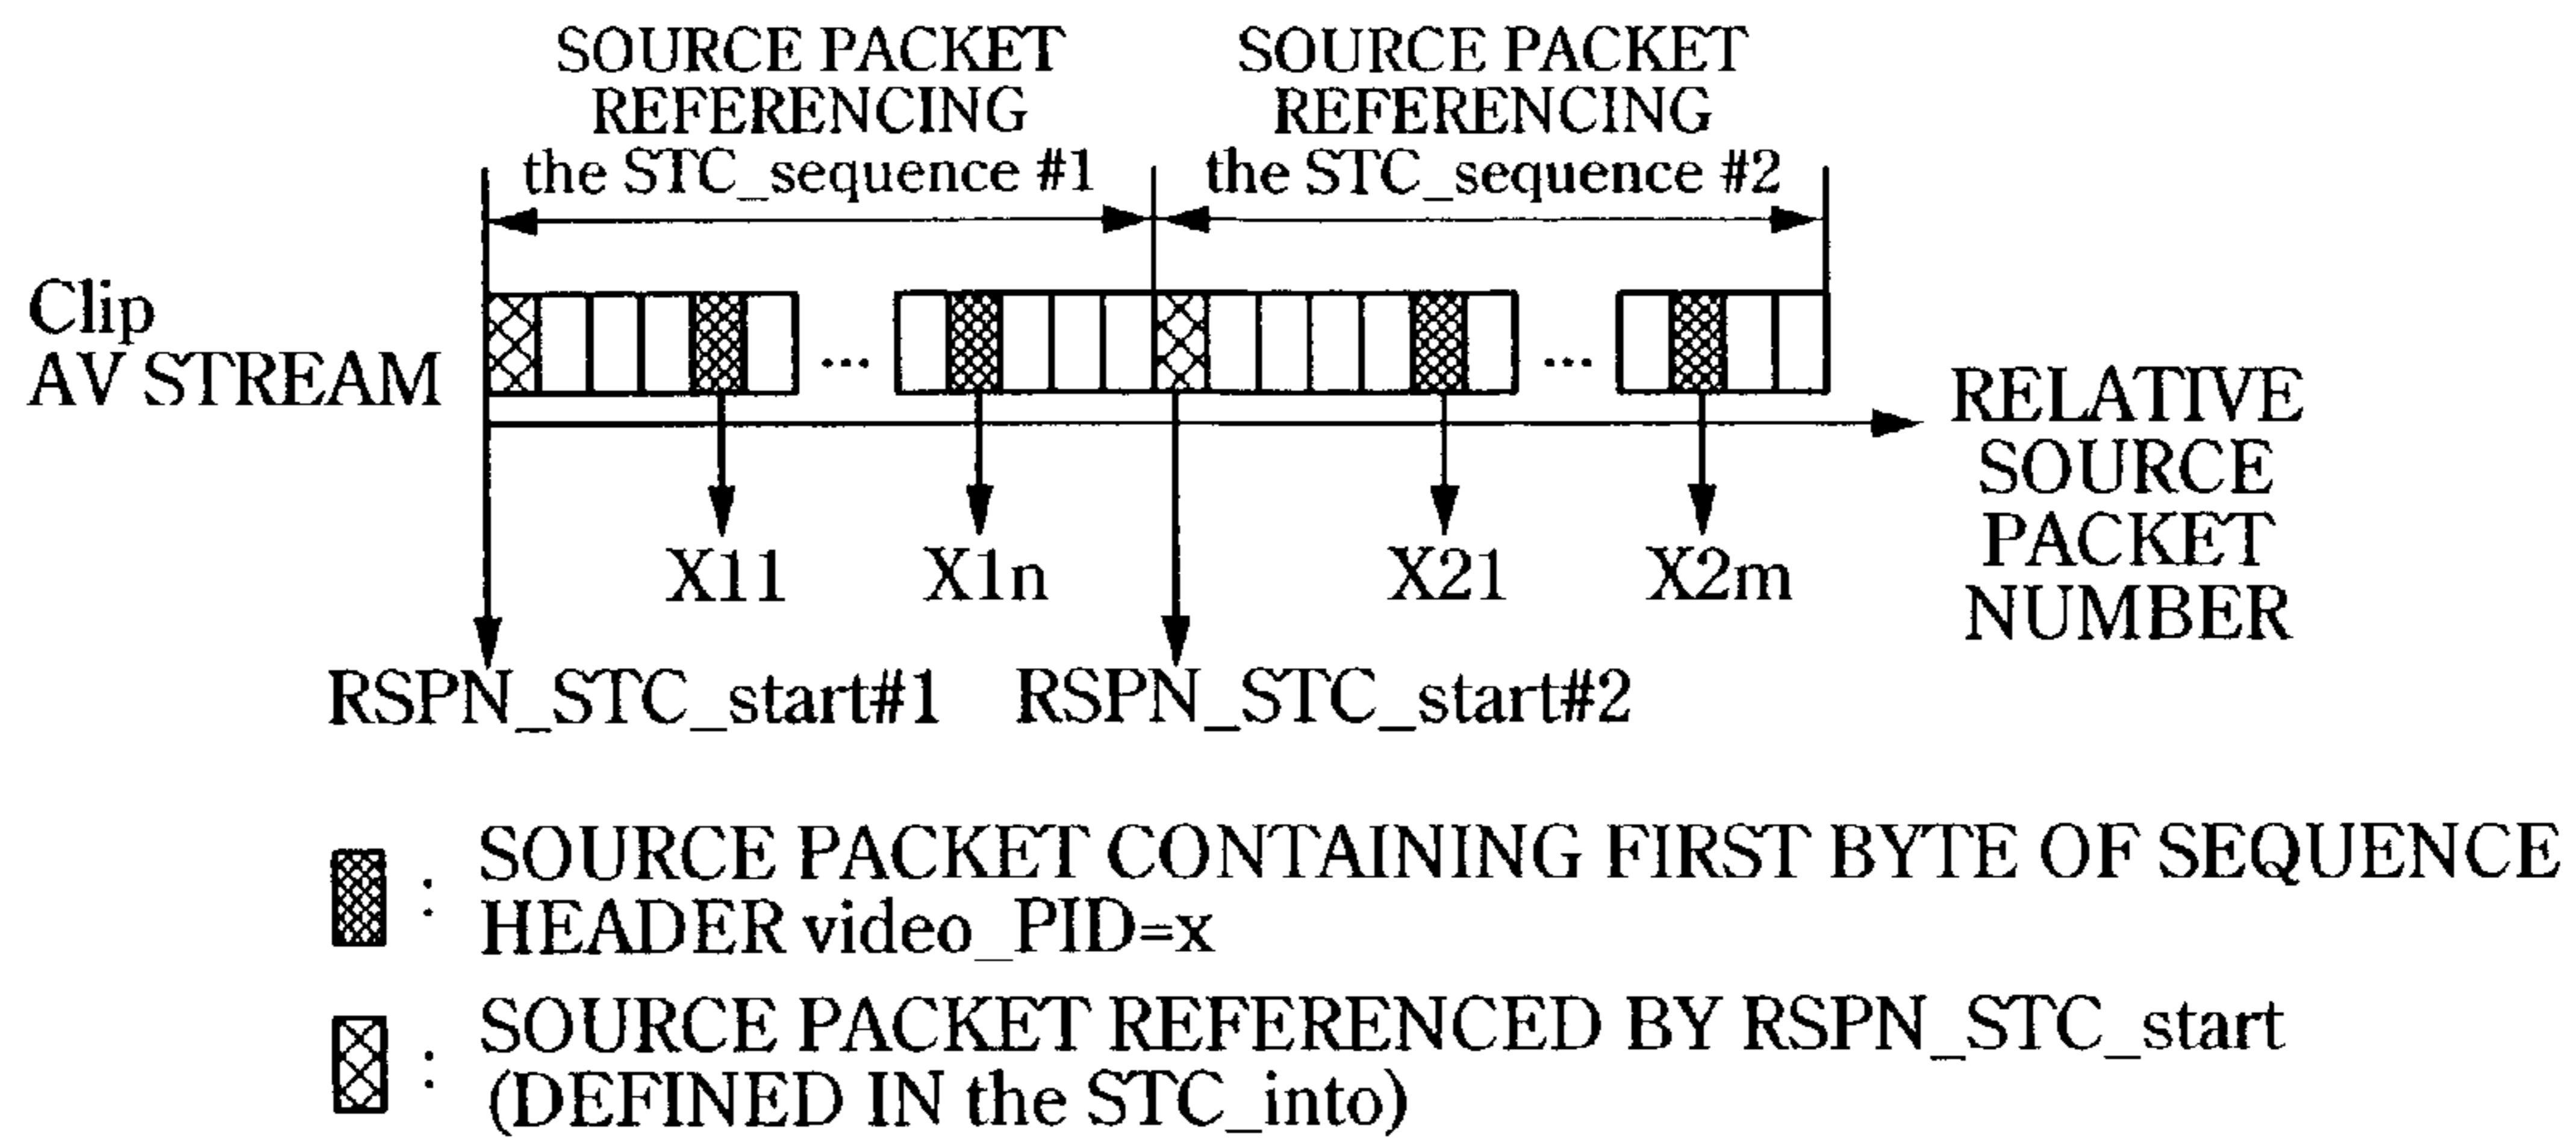 SOURCE PACKET
REFERENCING
the STC_sequence #1
SOURCE PACKET
REFERENCING
the STC_sequence #2
Clip
AV STREAM
...
...
RELATIVE
SOURCE
PACKET
NUMBER
X11
X1n
X21
X2m
RSPN_STC_start#1
RSPN_STC_start#2
: SOURCE PACKET CONTAINING FIRST BYTE OF SEQUENCE
HEADER video_PID=x
: SOURCE PACKET REFERENCED BY RSPN_STC_start
(DEFINED IN the STC_into)